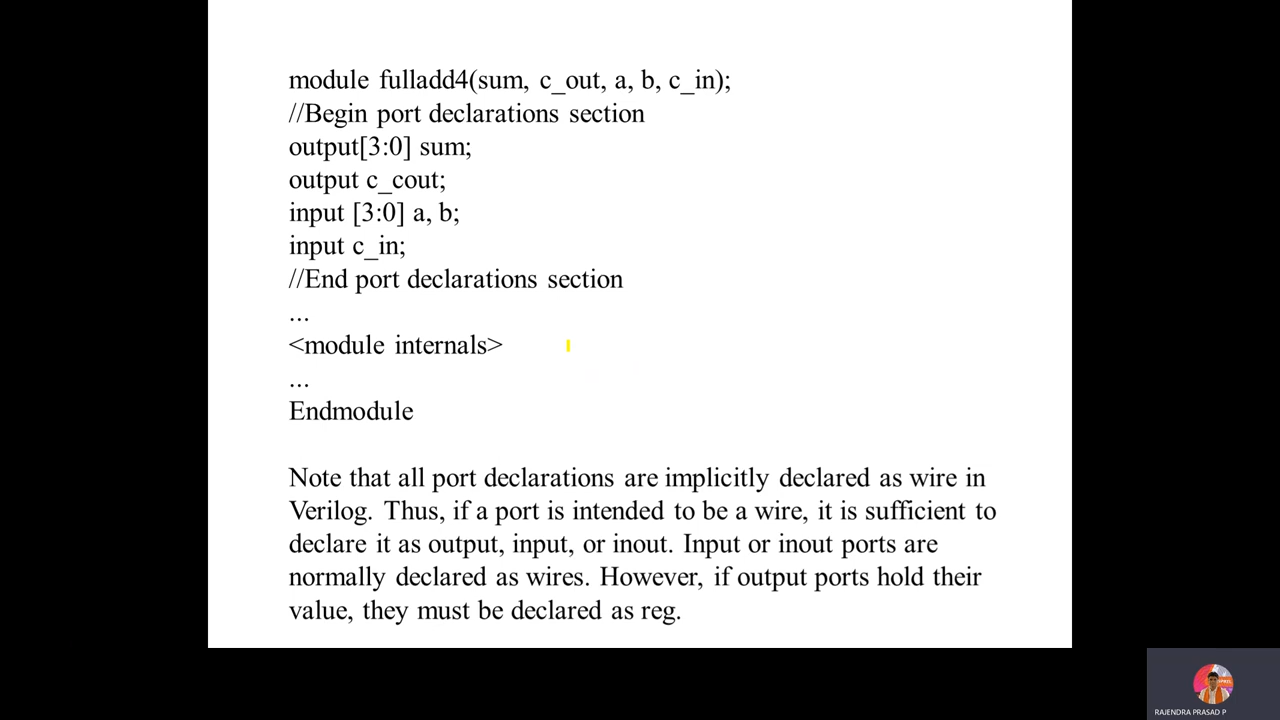 module fulladd4(sum, c_out, a, b, c_in);
//Begin port declarations section
output[3:0] sum;
output c_cout;
input [3:0] a, b;
input c_in;
//End port declarations section
...
<module internals>
...
Endmodule
Note that all port declarations are implicitly declared as wire in
Verilog. Thus, if a port is intended to be a wire, it is sufficient to
declare it as output, input, or inout. Input or inout ports are
normally declared as wires. However, if output ports hold their
value, they must be declared as reg.
RAJENDRA PRASAD P